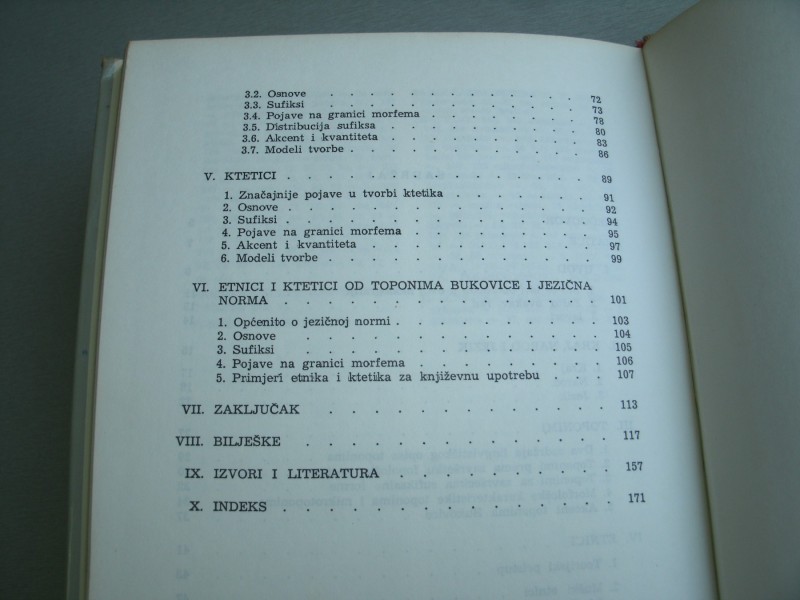 3.2. Osnove . . . . . . . . . . . . . 72
3.3. Sufiksi . . . . . . . . . . . . . 73
3.4. Pojave na granici morfema . . . . . . . 78
3.5. Distribucija sufiksa . . . . . . . . . 80
3.6. Akcent i kvantiteta . . . . . . . . . 83
3.7. Modeli tvorbe . . . . . . . . . . . 86
V. KTETICI . . . . . . . . . . . . . . . 89
1. Značajnije pojave u tvorbi ktetika . . . . . . . 91
2. Osnove . . . . . . . . . . . . . . 92
3. Sufiksi . . . . . . . . . . . . . . 94
4. Pojave na granici morfema . . . . . . . . . 95
5. Akcent i kvantiteta . . . . . . . . . . 97
6. Modeli tvorbe . . . . . . . . . . . . 99
VI. ETNICI I KTETICI OD TOPONIMA BUKOVICE I JEZIČNA
NORMA . . . . . . . . . . . . . . . 101
1. Općenito o jezičnoj normi . . . . . . . . . 103
2. Osnove . . . . . . . . . . . . . . 104
3. Sufiksi . . . . . . . . . . . . . . 105
4. Pojave na granici morfema . . . . . . . . . 106
5. Primjeri etnika i ktetika za književnu upotrebu . . . . 107
VII. ZAKLJUČAK . . . . . . . . . . . . . 113
VIII. BILJEŠKE . . . . . . . . . . . . . . 117
IX. IZVORI I LITERATURA . . . . . . . . . . 157
X. INDEKS . . . . . . . . . . . . . . . 171